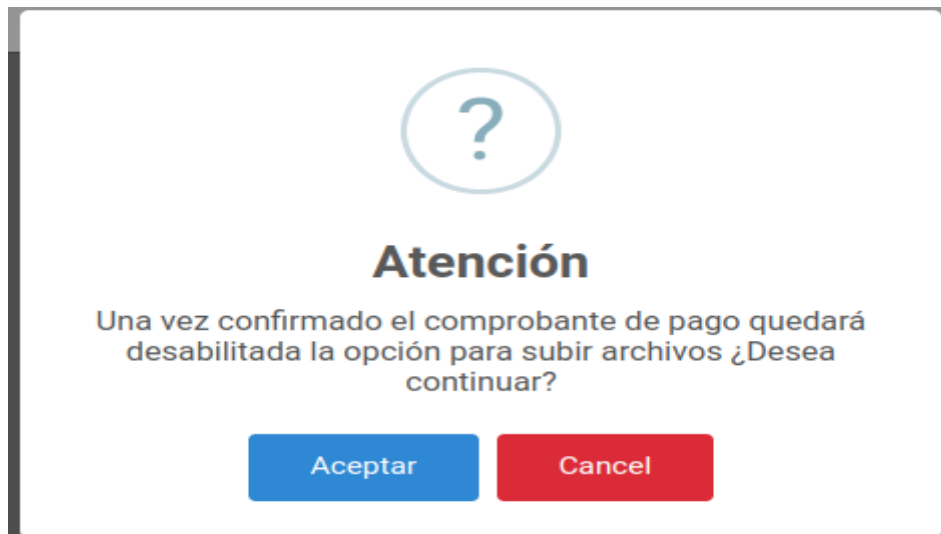 ?
Atención
Una vez confirmado el comprobante de pago quedará
desabilitada la opción para subir archivos ¿Desea
continuar?
Aceptar
Cancel